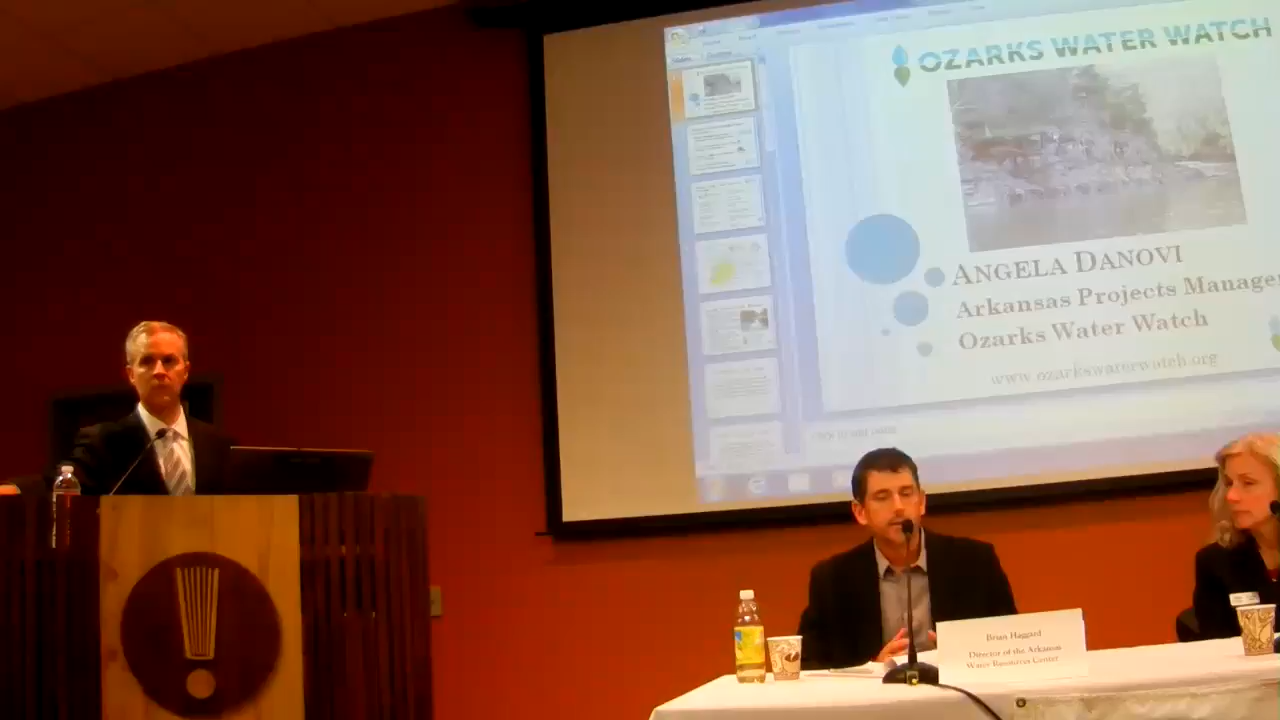 OZARKS WATER WATCH
ANGELA DANOVI
Arkansas Projects Manager
Ozarks Water Watch
www.ozarkswaterwatch.org
Brian Haggard
Director of the Arkansas
Water Resources Center